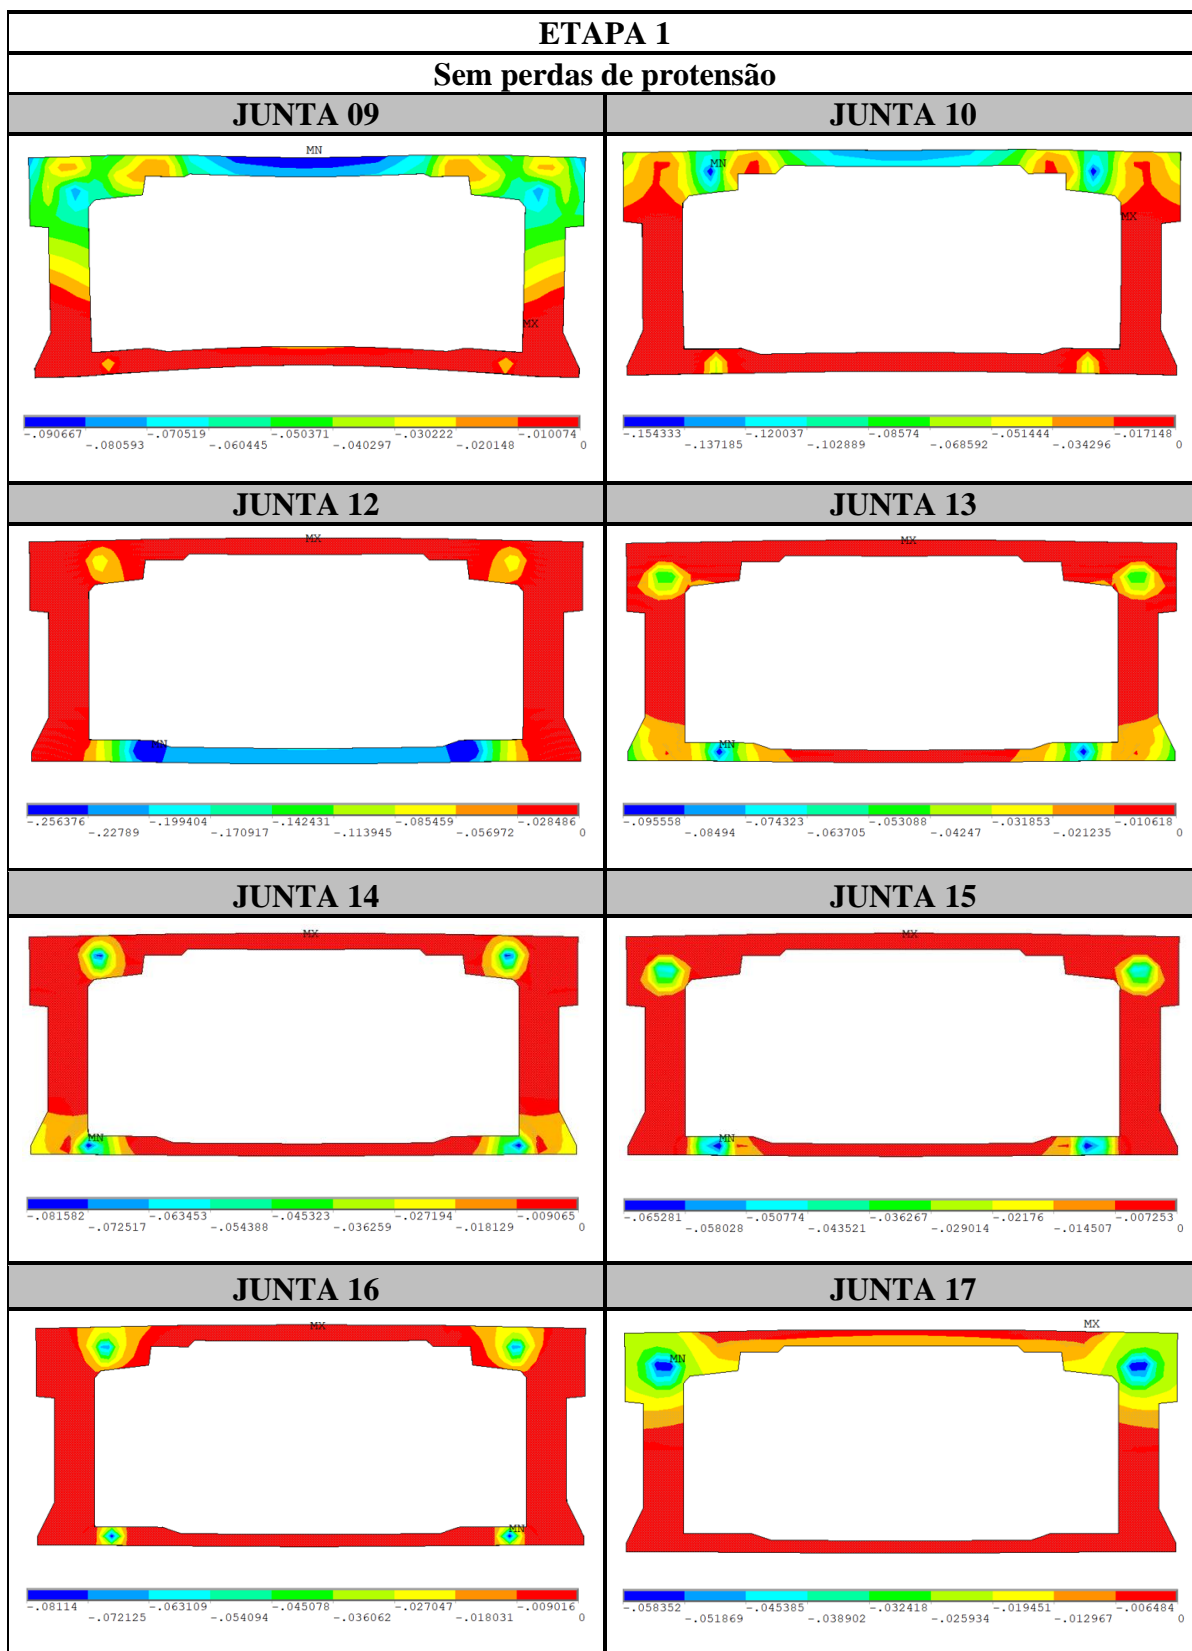 ETAPA 1
Sem perdas de protensão
JUNTA 09 JUNTA 10
MN
MX
-.090667 -.070519 -.050371 -.030222 -.010074
-.080593 -.060445 -.040297 -.020148 0
MN
MX
-.154333 -.120037 -.08574 -.051444 -.017148
-.137185 -.102889 -.068592 -.034296 0
JUNTA 12 JUNTA 13
MX
MN
-.256376 -.199404 -.142431 -.085459 -.028486
-.22789 -.170917 -.113945 -.056972 0
MX
MN
-.095558 -.074323 -.053088 -.031853 -.010618
-.08494 -.063705 -.04247 -.021235 0
JUNTA 14 JUNTA 15
MX
MN
-.081582 -.063453 -.045323 -.027194 -.009065
-.072517 -.054388 -.036259 -.018129 0
MX
MN
-.065281 -.050774 -.036267 -.02176 -.007253
-.058028 -.043521 -.029014 -.014507 0
JUNTA 16 JUNTA 17
MX
MN
-.08114 -.063109 -.045078 -.027047 -.009016
-.072125 -.054094 -.036062 -.018031 0
MX
MN
-.058352 -.045385 -.032418 -.019451 -.006484
-.051869 -.038902 -.025934 -.012967 0